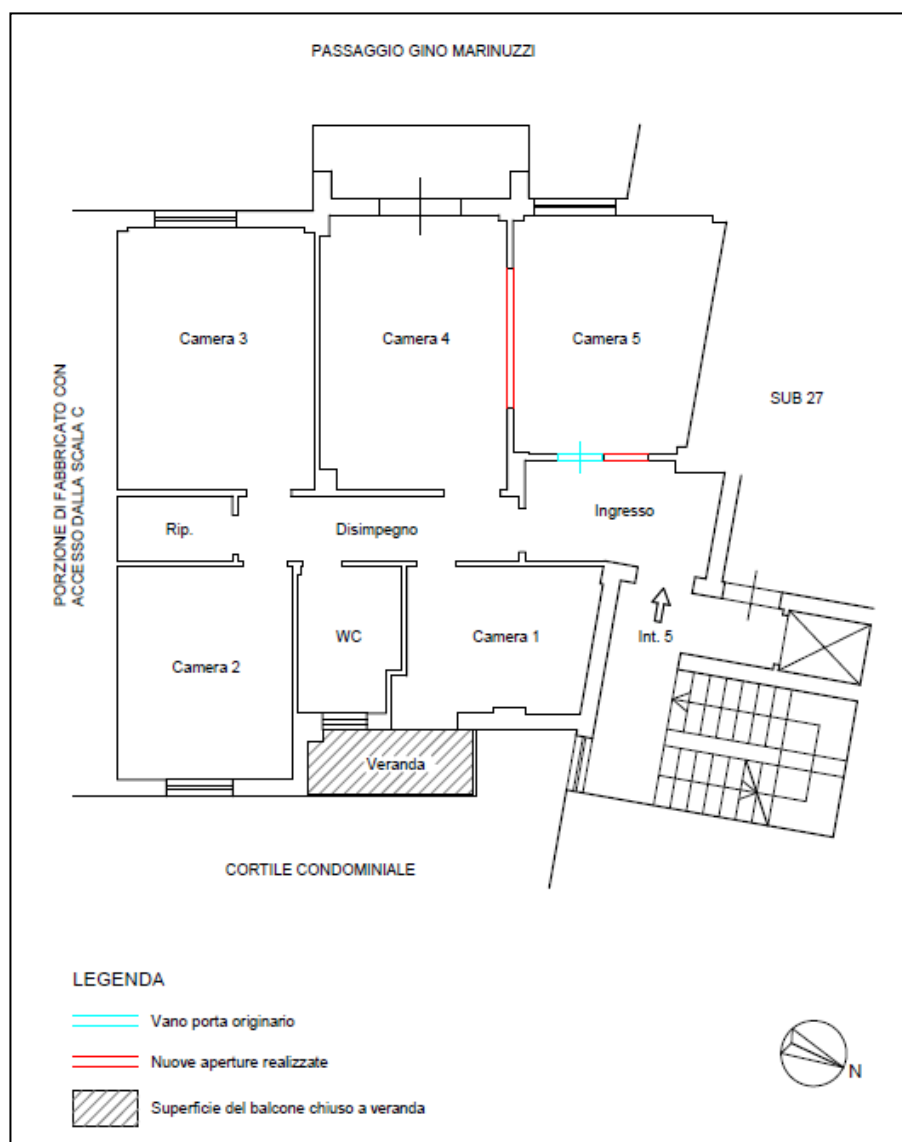 PASSAGGIO GINO MARINUZZI
Camera 3
Camera 4
Camera 5
PORZIONE DI FABBRICATO CON
ACCESSO DALLA SCALA C
SUB 27
Rip.
Disimpegno
Ingresso
Camera 2
WC
Camera 1
Int. 5
Veranda
CORTILE CONDOMINIALE
LEGENDA
Vano porta originario
Nuove aperture realizzate
Superficie del balcone chiuso a veranda
N